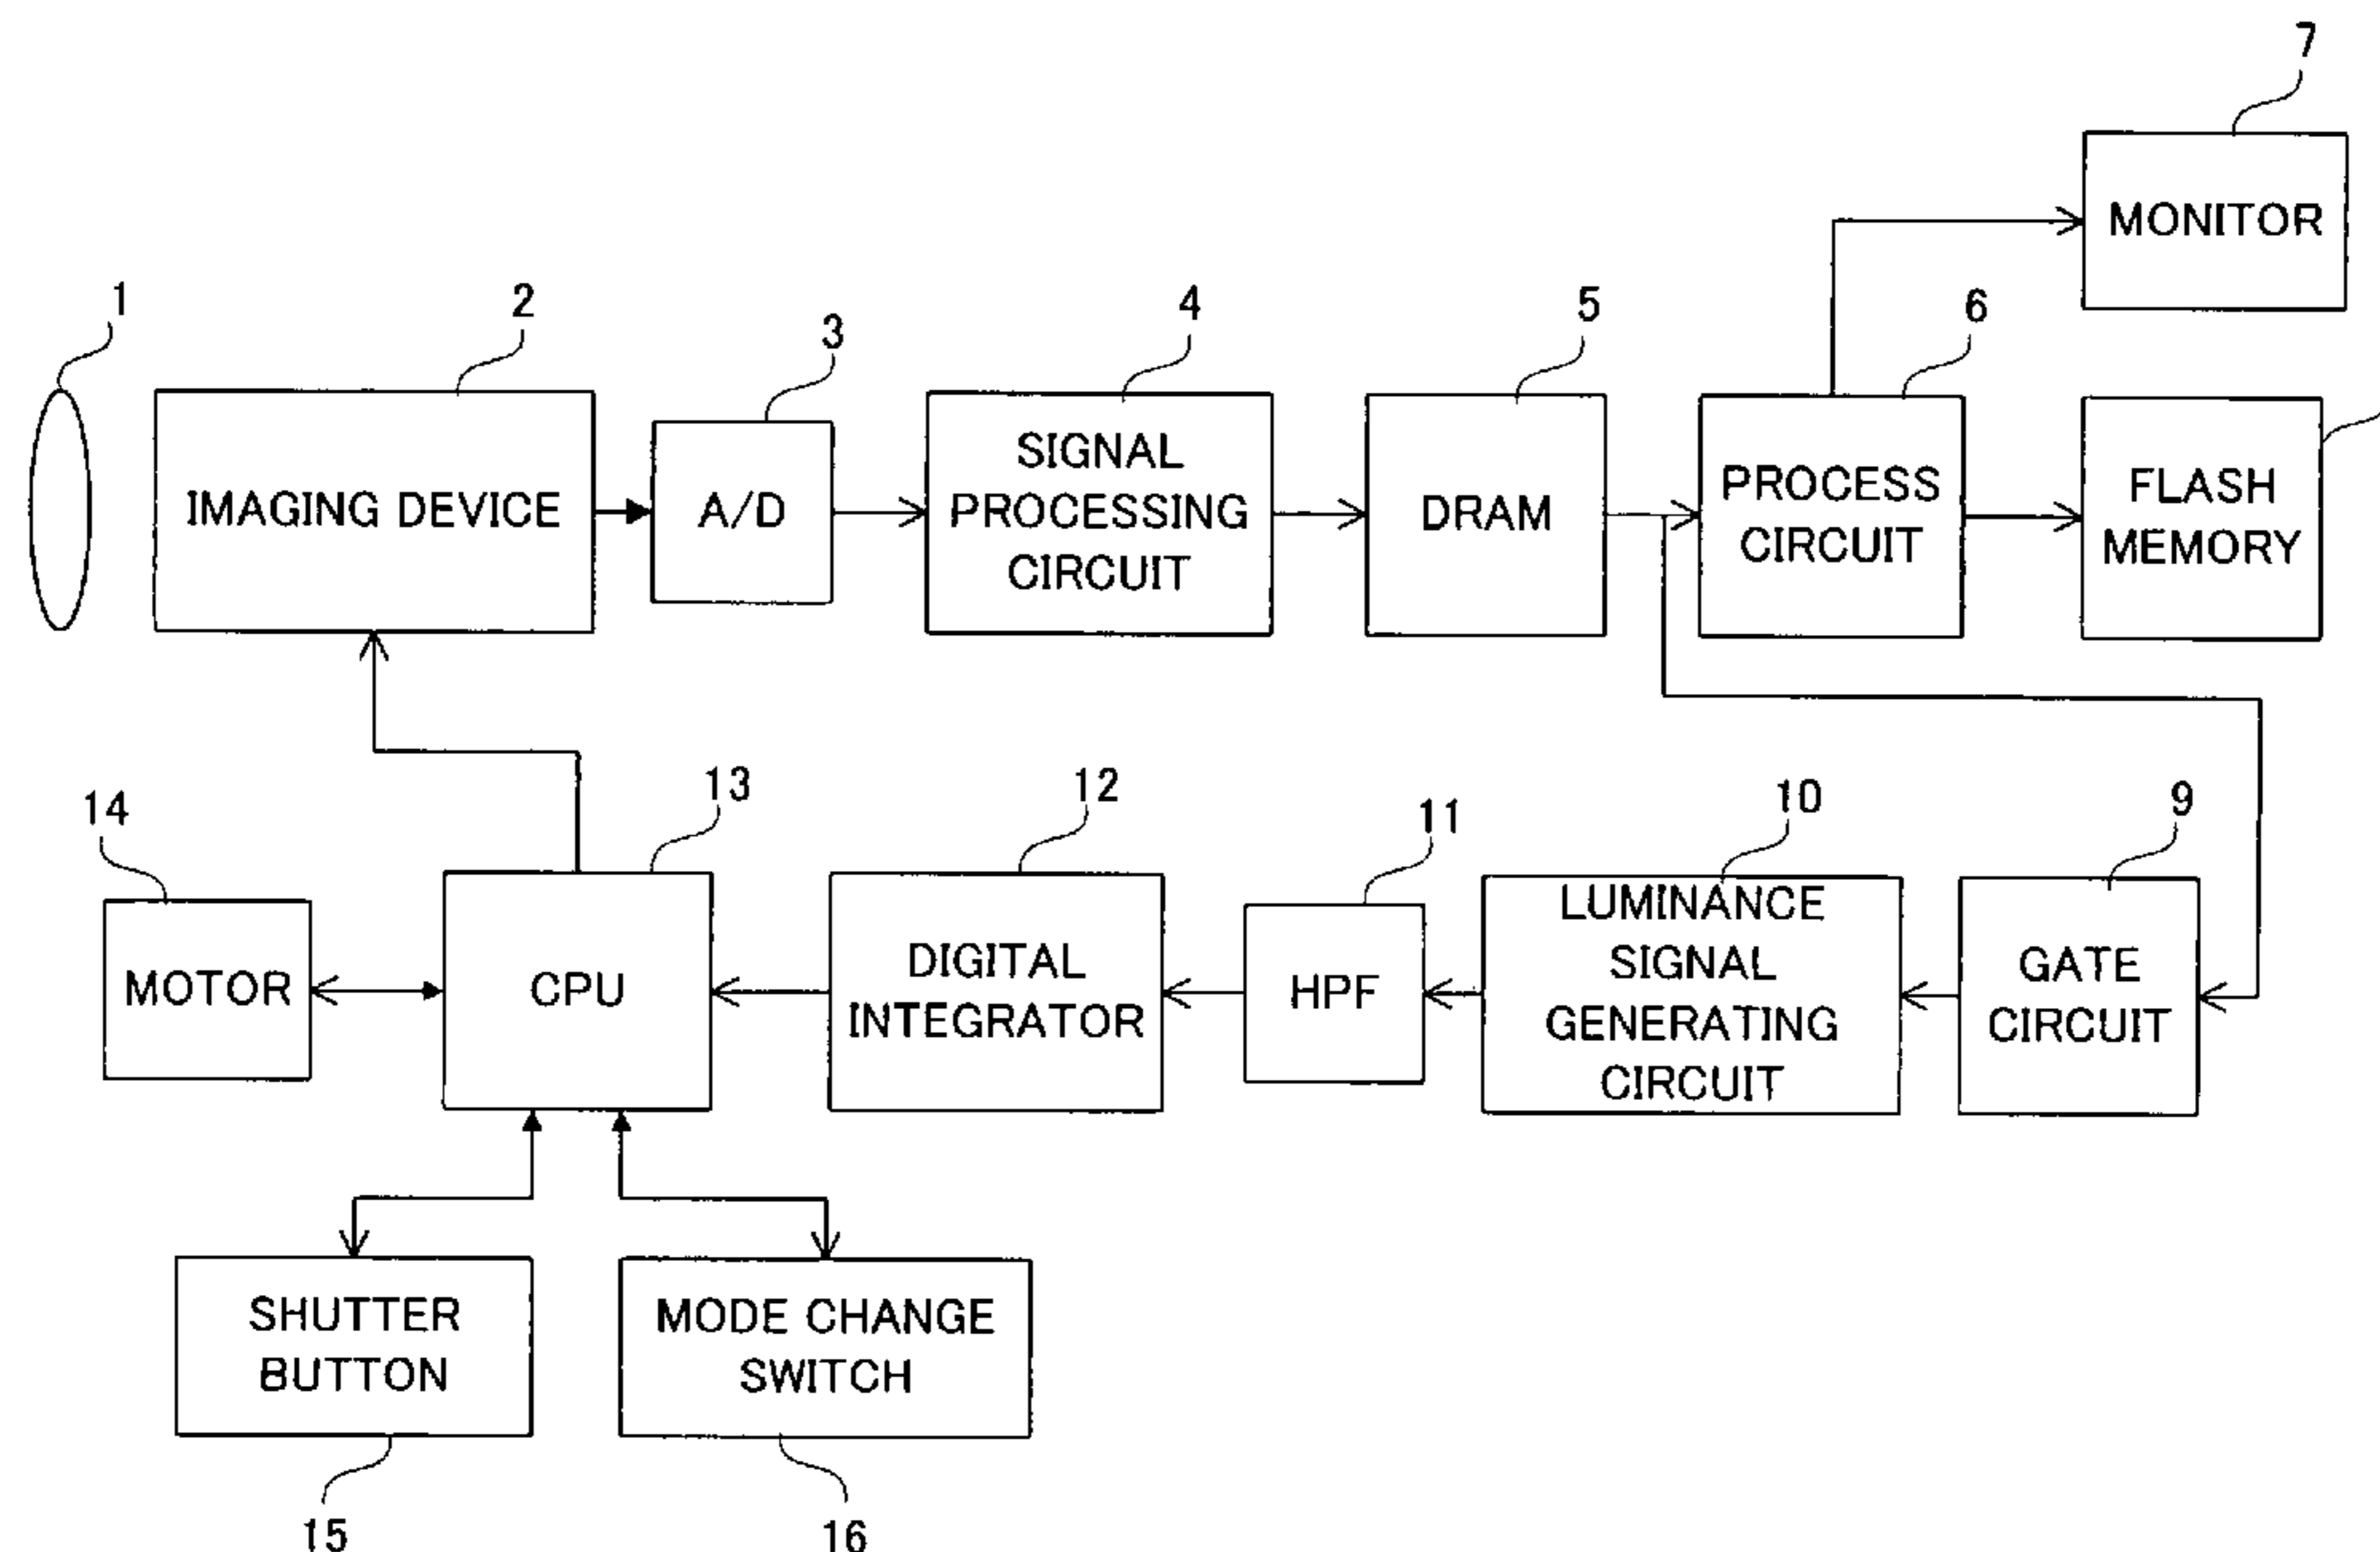 7
MONITOR
1
2
3
4
5
6
IMAGING DEVICE
A/D
SIGNAL
PROCESSING
CIRCUIT
DRAM
PROCESS
CIRCUIT
FLASH
MEMORY
14
13
12
11
10
9
MOTOR
CPU
DIGITAL
INTEGRATOR
HPF
LUMINANCE
SIGNAL
GENERATING
CIRCUIT
GATE
CIRCUIT
SHUTTER
BUTTON
MODE CHANGE
SWITCH
15
16